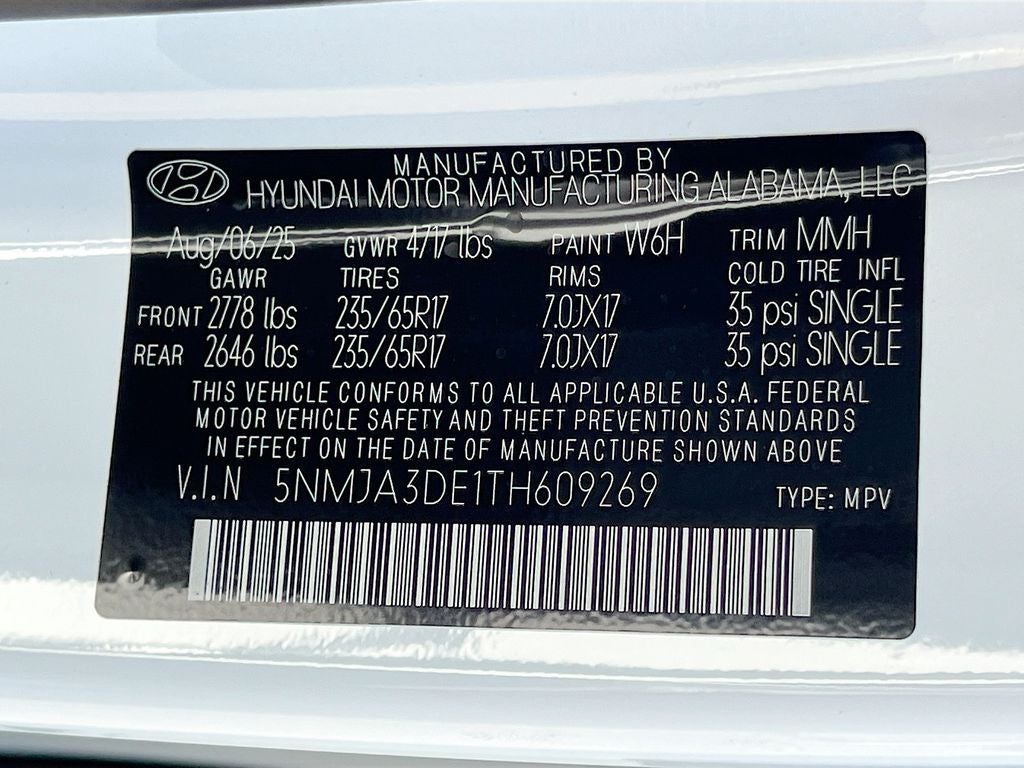 MANUFACTURED BY
HYUNDAI MOTOR MANUFACTURING ALABAMA, LLC
Aug/06/25 GVWR 4717 lbs PAINT W6H TRIM MMH
GAWR TIRES RIMS COLD TIRE INFL
FRONT 2778 lbs 235/65R17 7.0JX17 35 psi SINGLE
REAR 2646 lbs 235/65R17 7.0JX17 35 psi SINGLE
THIS VEHICLE CONFORMS TO ALL APPLICABLE U.S.A. FEDERAL
MOTOR VEHICLE SAFETY AND THEFT PREVENTION STANDARDS
IN EFFECT ON THE DATE OF MANUFACTURE SHOWN ABOVE
V.I.N 5NMJA3DE1TH609269 TYPE: MPV